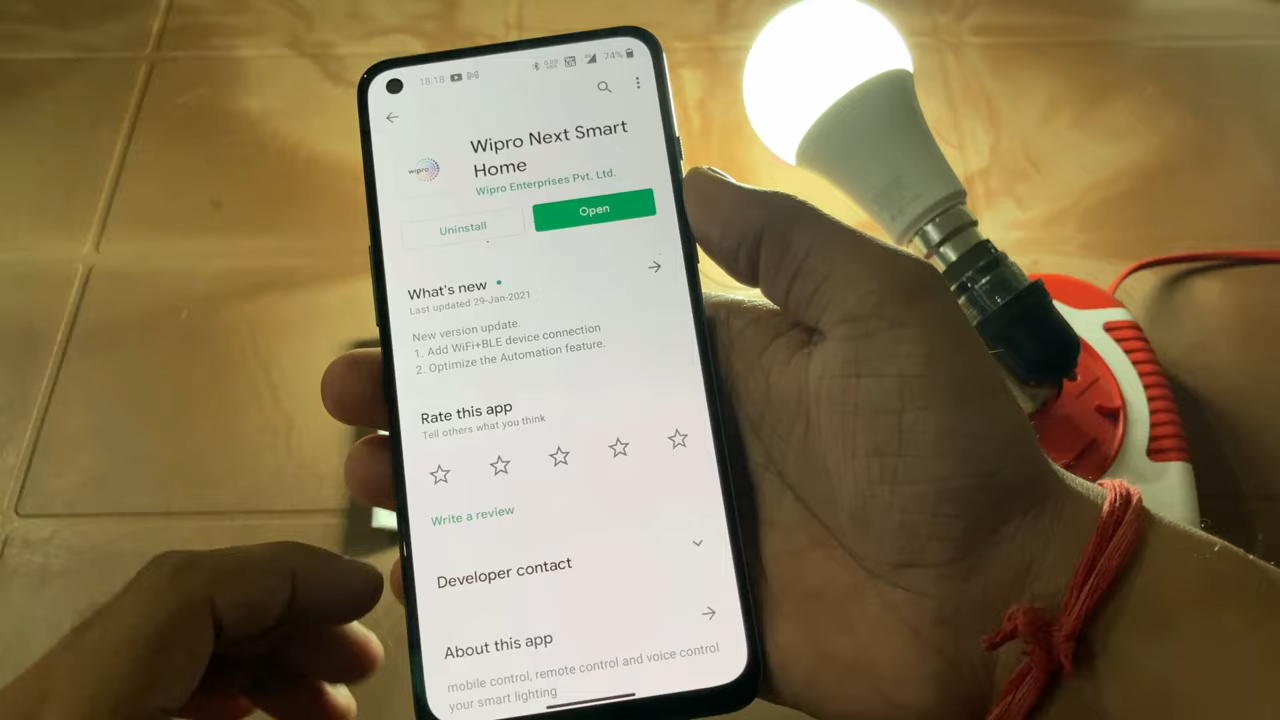 18:18
74%
wipro
Wipro Next Smart
Home
Wipro Enterprises Pvt. Ltd.
Uninstall
Open
What's new
Last updated 29-Jan-2021
New version update.
1. Add WiFi+BLE device connection
2. Optimize the Automation feature.
Rate this app
Tell others what you think
Write a review
Developer contact
About this app
mobile control, remote control and voice control
your smart lighting